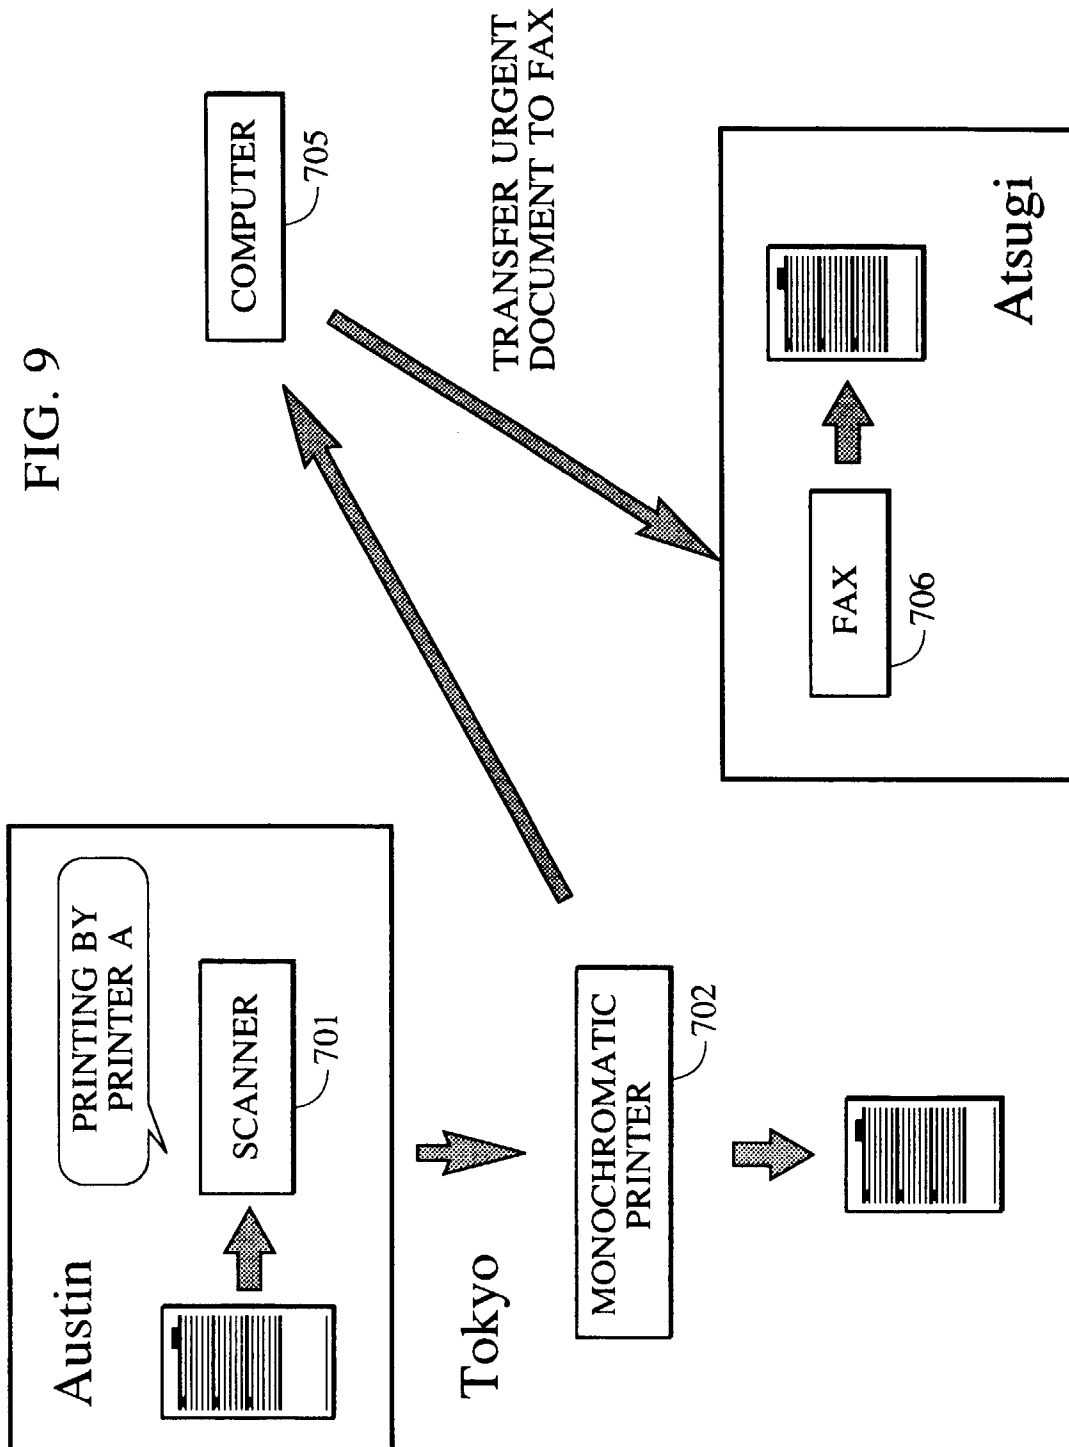 FIG. 9
Austin
PRINTING BY
PRINTER A
SCANNER
701
Tokyo
MONOCHROMATIC
PRINTER
702
COMPUTER
705
TRANSFER URGENT
DOCUMENT TO FAX
FAX
706
Atsugi